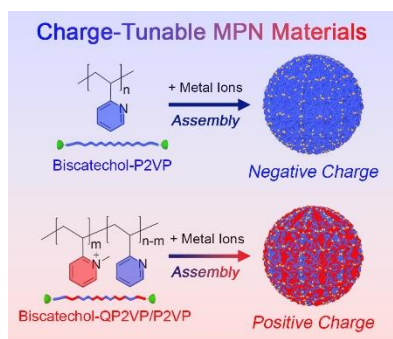 Charge-Tunable MPN Materials
n
N
+ Metal Ions
Assembly
Biscatechol-P2VP
Negative Charge
m
n-m
+ Metal Ions
N+
N
Assembly
Biscatechol-QP2VP/P2VP
Positive Charge